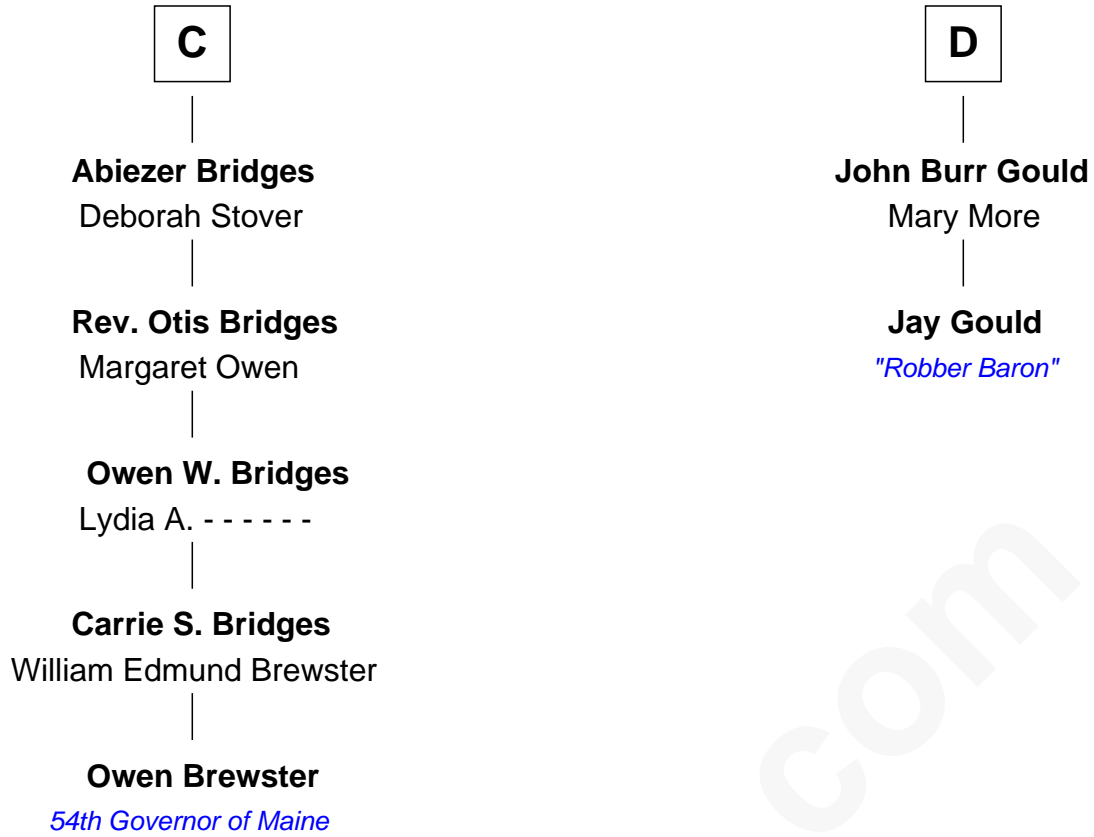 C
Abiezer Bridges
Deborah Stover
Rev. Otis Bridges
Margaret Owen
Owen W. Bridges
Lydia A. - - - - - -
Carrie S. Bridges
William Edmund Brewster
Owen Brewster
54th Governor of Maine
D
John Burr Gould
Mary More
Jay Gould
"Robber Baron"
com